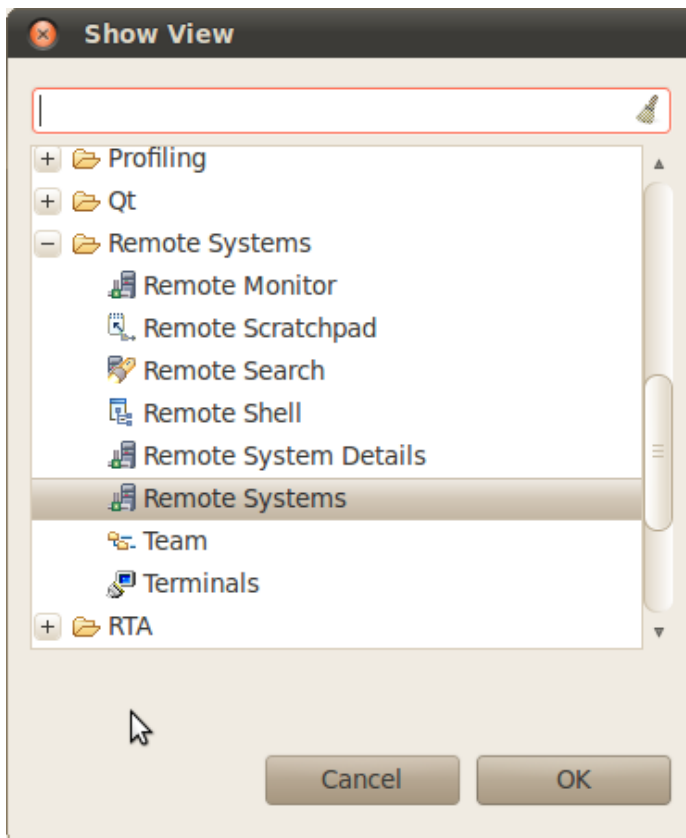 Show View
Profiling
Qt
Remote Systems
Remote Monitor
Remote Scratchpad
Remote Search
Remote Shell
Remote System Details
Remote Systems
Team
Terminals
RTA
Cancel OK